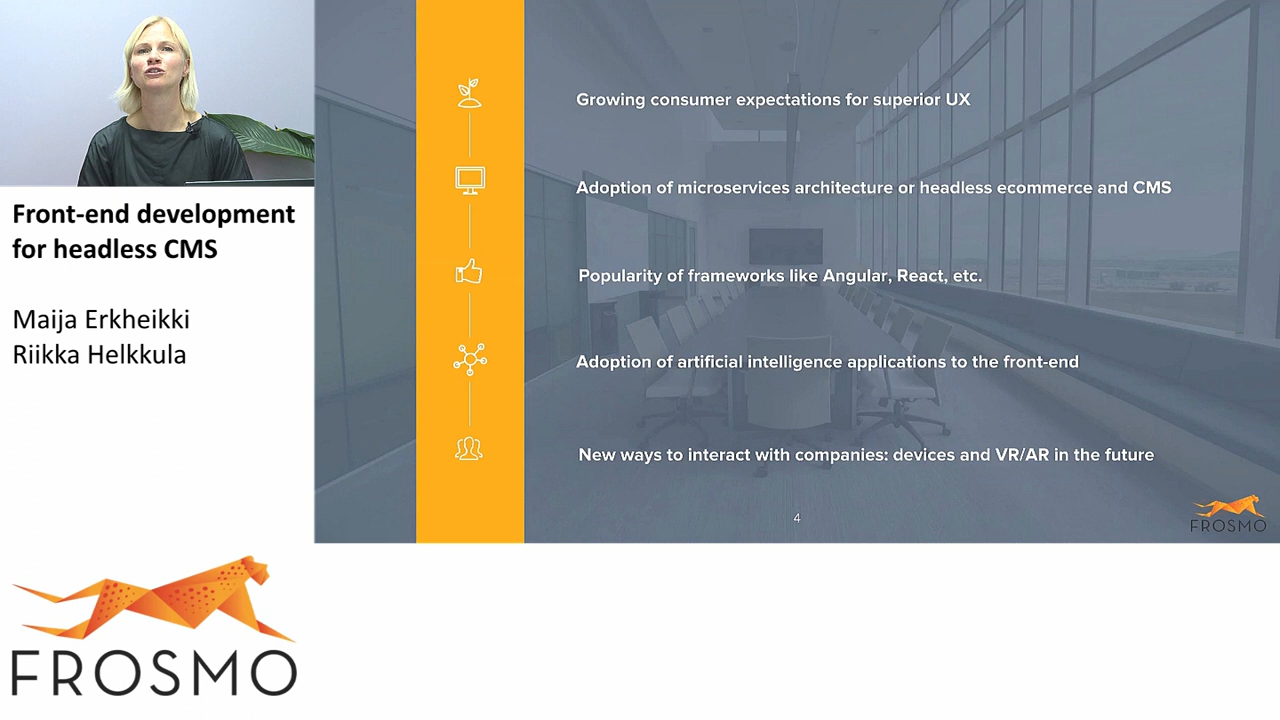 Front-end development
for headless CMS
Maija Erkheikki
Riikka Helkkula
FROSMO
Growing consumer expectations for superior UX
Adoption of microservices architecture or headless ecommerce and CMS
Popularity of frameworks like Angular, React, etc.
Adoption of artificial intelligence applications to the front-end
New ways to interact with companies: devices and VR/AR in the future
4
FROSMO